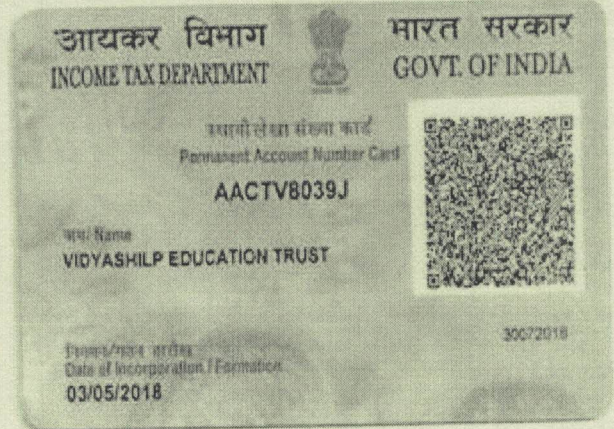 आयकर विभाग
INCOME TAX DEPARTMENT
भारत सरकार
GOVT. OF INDIA
स्थायी लेखा संख्या कार्ड
Permanent Account Number Card
AACTV8039J
नाम/ Name
VIDYASHILP EDUCATION TRUST
Date of Incorporation / Formation
03/05/2018
30072018